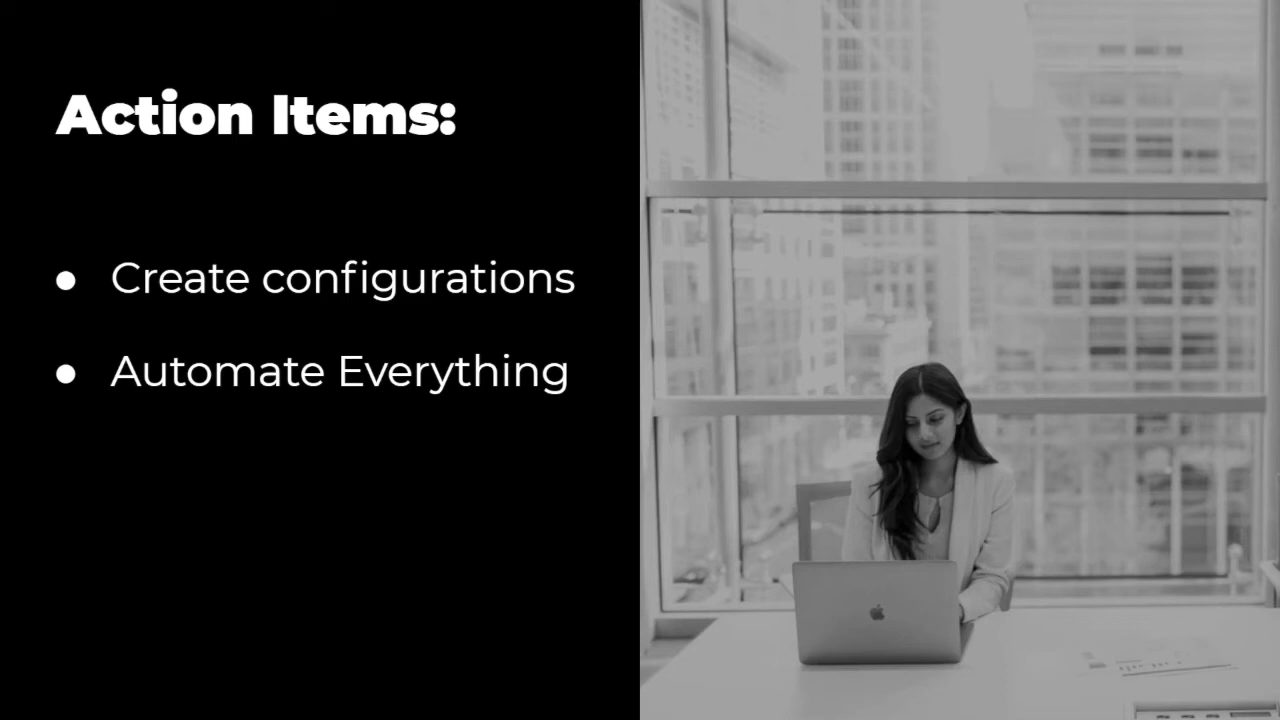 Action Items:
● Create configurations
● Automate Everything